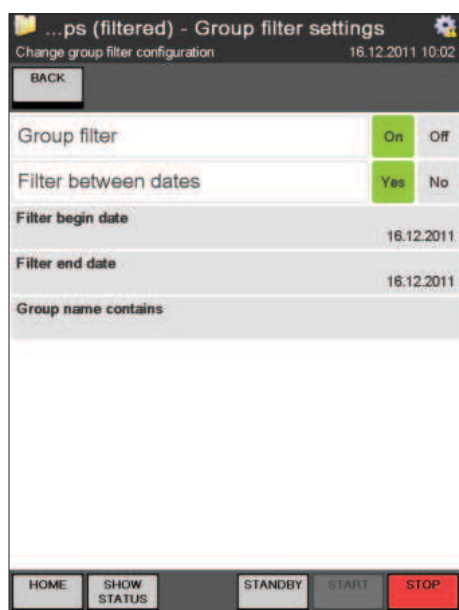 ...ps (filtered) - Group filter settings
Change group filter configuration 16.12.2011 10:02
BACK
Group filter On Off
Filter between dates Yes No
Filter begin date
16.12.2011
Filter end date
16.12.2011
Group name contains
HOME SHOW STATUS STANDBY START STOP